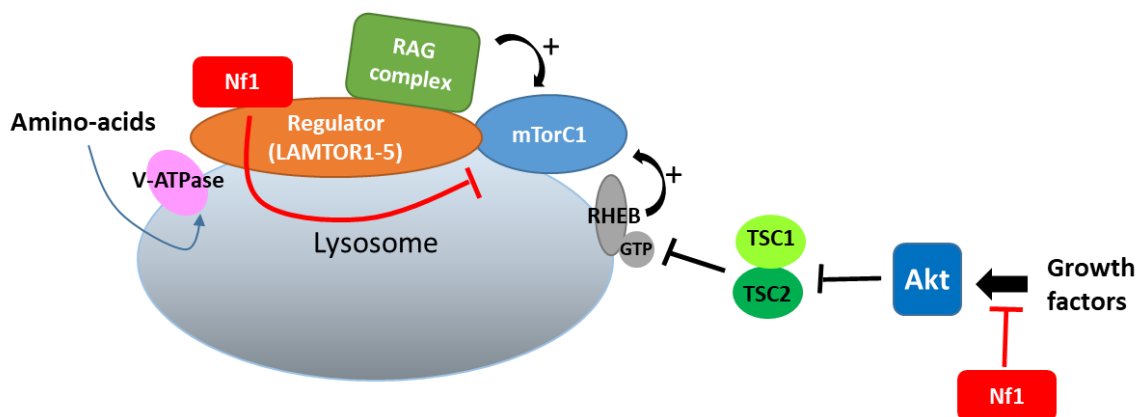 RAG
complex
+
Nf1
Amino-acids
Regulator
(LAMTOR1-5)
mTorC1
V-ATPase
+
RHEB
GTP
Lysosome
TSC1
TSC2
Akt
Growth
factors
Nf1